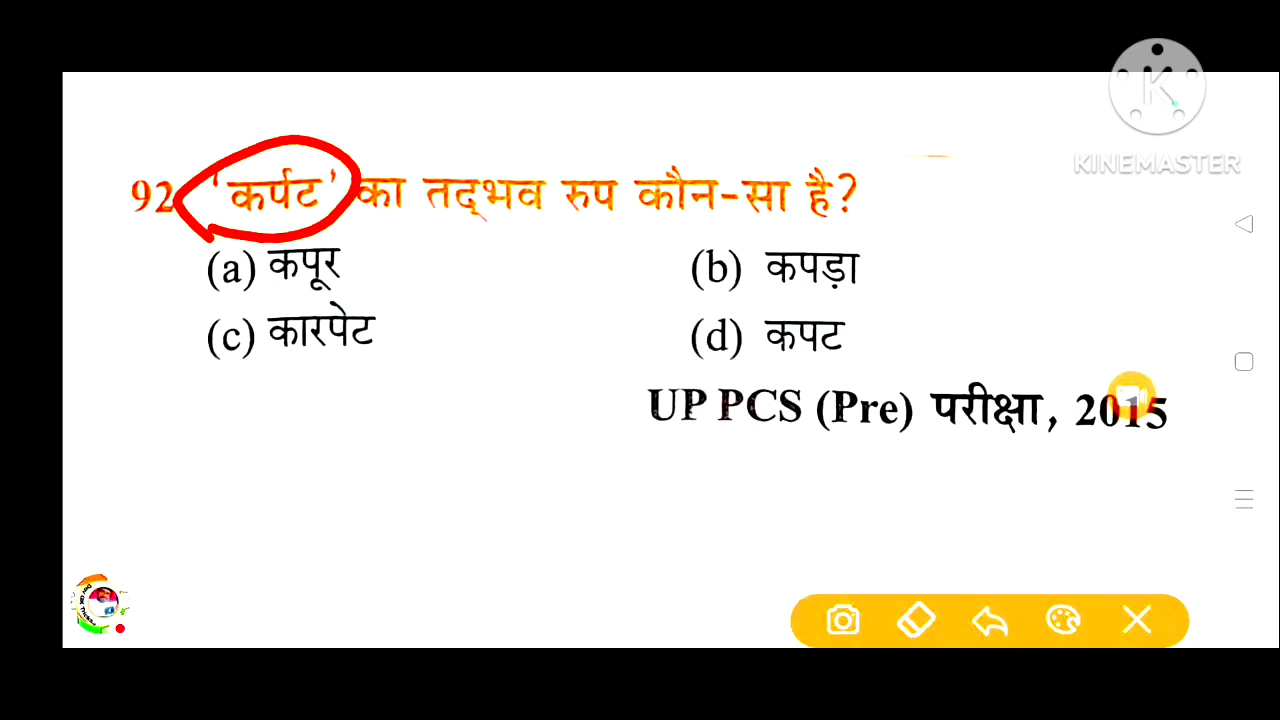 KINEMASTER
92 'कर्पट' का तद्भव रुप कौन-सा है?
(a) कपूर (b) कपड़ा
(c) कारपेट (d) कपट
UP PCS (Pre) परीक्षा, 2015